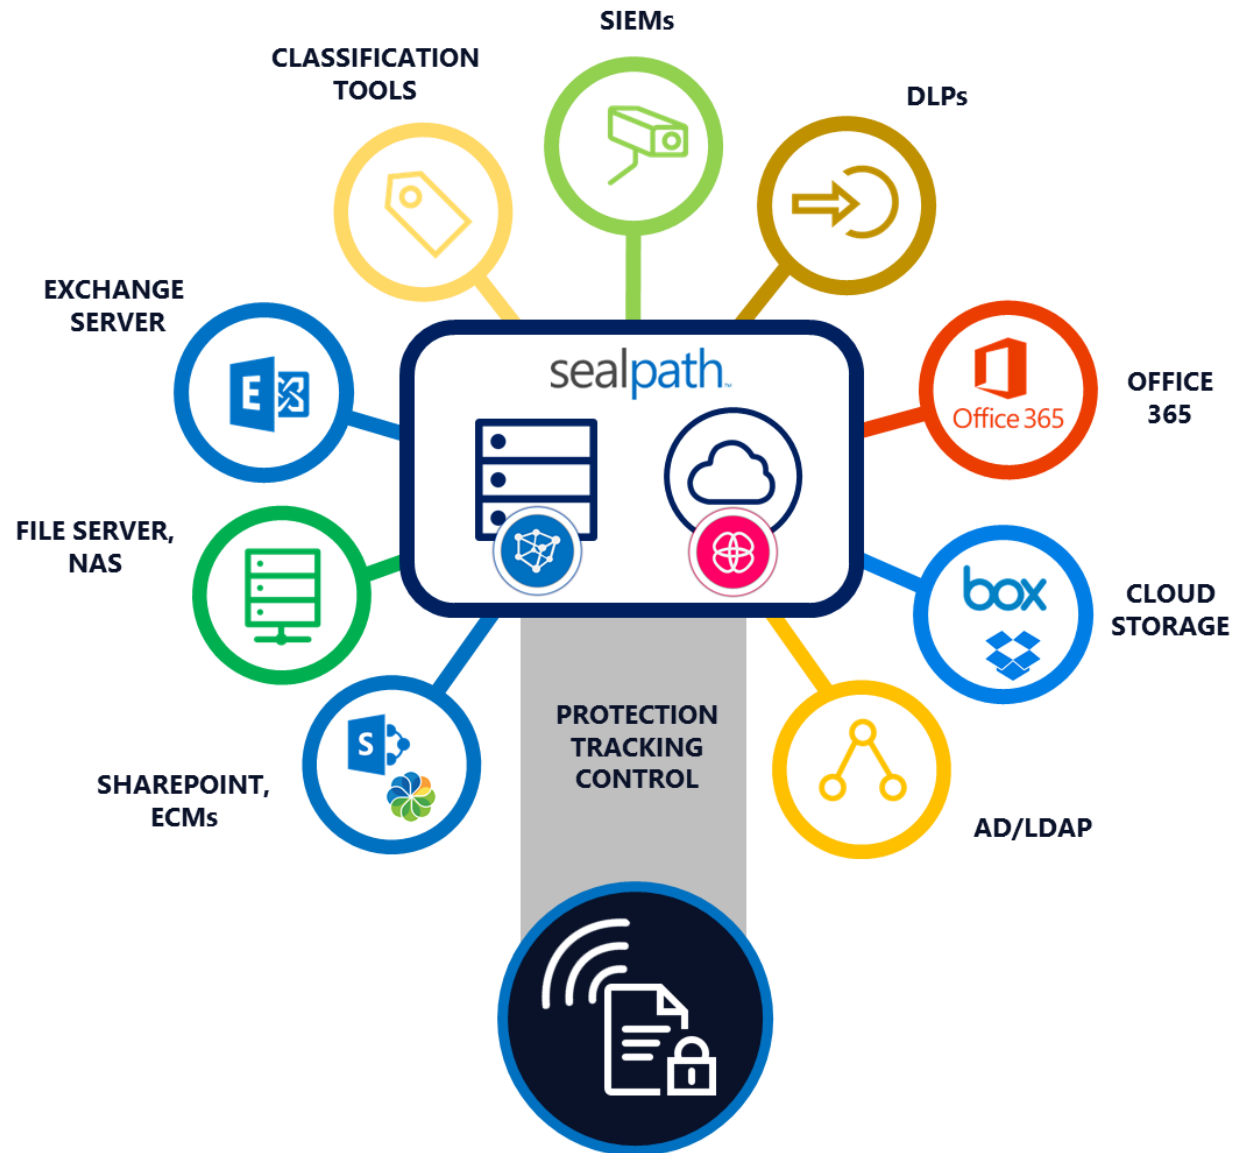 SIEMs
CLASSIFICATION
TOOLS
DLPs
EXCHANGE
SERVER
E
sealpath™
OFFICE
365
Office 365
FILE SERVER,
NAS
box
CLOUD
STORAGE
PROTECTION
TRACKING
CONTROL
S
SHAREPOINT,
ECMs
AD/LDAP